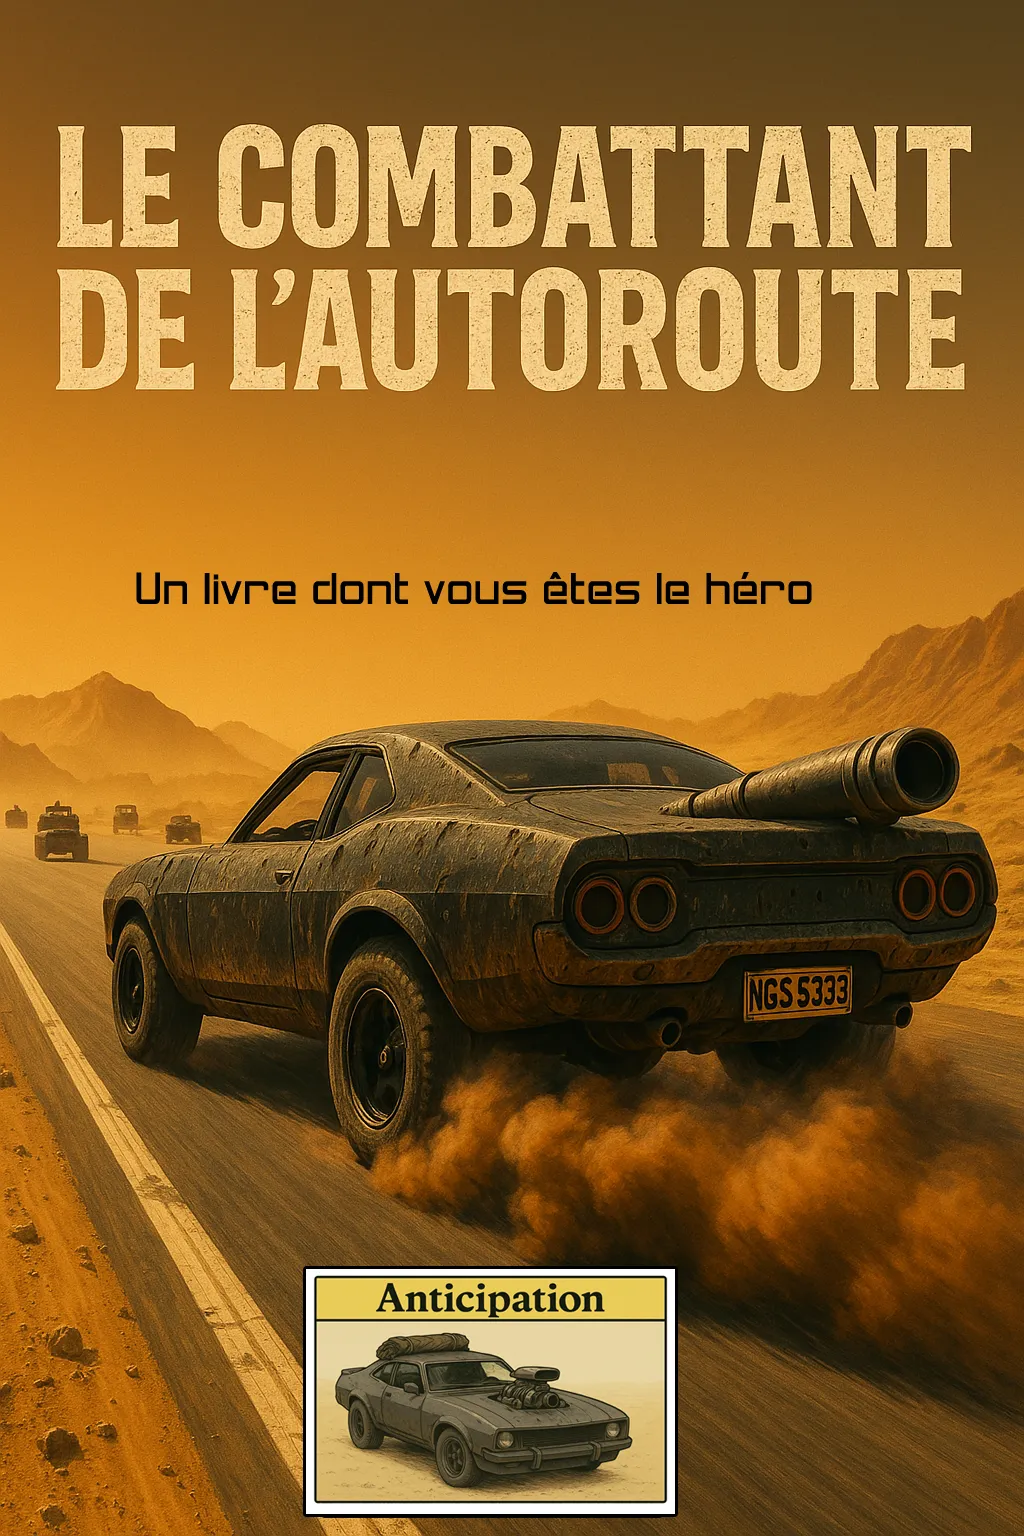 LE COMBATTANT
DE L’AUTOROUTE
Un livre dont vous êtes le héro
NGS 5333
Anticipation